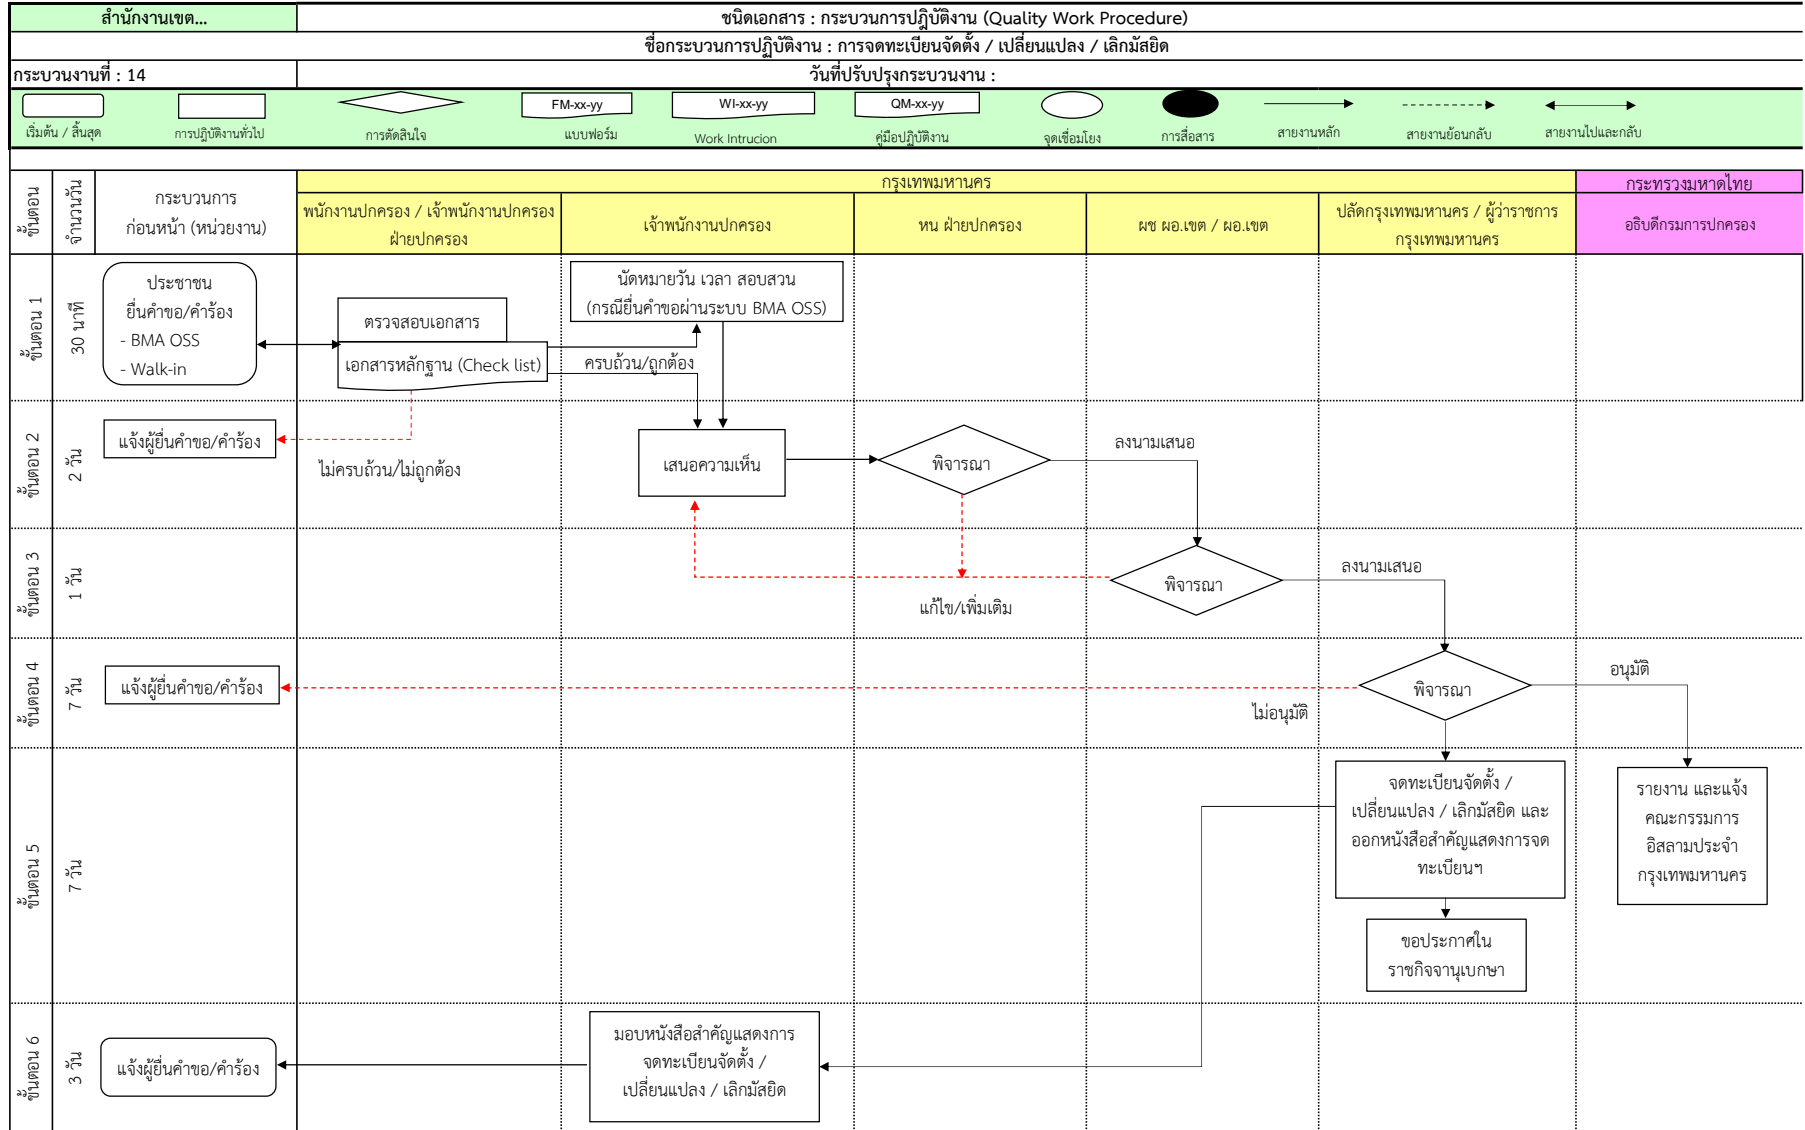 สำนักงานเขต...
ชนิดเอกสาร : กระบวนการปฏิบัติงาน (Quality Work Procedure)
ชื่อกระบวนการปฏิบัติงาน : การจดทะเบียนจัดตั้ง / เปลี่ยนแปลง / เลิกมัสยิด
กระบวนงานที่ : 14
วันที่ปรับปรุงกระบวนงาน :
FM-xx-yy
WI-xx-yy
QM-xx-yy
เริ่มต้น / สิ้นสุด
การปฏิบัติงานทั่วไป
การตัดสินใจ
แบบฟอร์ม
Work Intrucion
คู่มือปฏิบัติงาน
จุดเชื่อมโยง
การสื่อสาร
สายงานหลัก
สายงานย้อนกลับ
สายงานไปและกลับ
ขั้นตอน
จำนวนวัน
กระบวนการ
ก่อนหน้า (หน่วยงาน)
กรุงเทพมหานคร
กระทรวงมหาดไทย
พนักงานปกครอง / เจ้าพนักงานปกครอง
ฝ่ายปกครอง
เจ้าพนักงานปกครอง
หน ฝ่ายปกครอง
ผช ผอ.เขต / ผอ.เขต
ปลัดกรุงเทพมหานคร / ผู้ว่าราชการ
กรุงเทพมหานคร
อธิบดีกรมการปกครอง
ขั้นตอน 1
30 นาที
ประชาชน
ยื่นคำขอ/คำร้อง
- BMA OSS
- Walk-in
ตรวจสอบเอกสาร
เอกสารหลักฐาน (Check list)
นัดหมายวัน เวลา สอบสวน
(กรณียื่นคำขอผ่านระบบ BMA OSS)
ครบถ้วน/ถูกต้อง
ขั้นตอน 2
2 วัน
แจ้งผู้ยื่นคำขอ/คำร้อง
ไม่ครบถ้วน/ไม่ถูกต้อง
เสนอความเห็น
พิจารณา
ลงนามเสนอ
ขั้นตอน 3
1 วัน
แก้ไข/เพิ่มเติม
พิจารณา
ลงนามเสนอ
ขั้นตอน 4
7 วัน
แจ้งผู้ยื่นคำขอ/คำร้อง
ไม่อนุมัติ
พิจารณา
อนุมัติ
ขั้นตอน 5
7 วัน
จดทะเบียนจัดตั้ง /
เปลี่ยนแปลง / เลิกมัสยิด และ
ออกหนังสือสำคัญแสดงการจด
ทะเบียนฯ
รายงาน และแจ้ง
คณะกรรมการ
อิสลามประจำ
กรุงเทพมหานคร
ขอประกาศใน
ราชกิจจานุเบกษา
ขั้นตอน 6
3 วัน
แจ้งผู้ยื่นคำขอ/คำร้อง
มอบหนังสือสำคัญแสดงการ
จดทะเบียนจัดตั้ง /
เปลี่ยนแปลง / เลิกมัสยิด